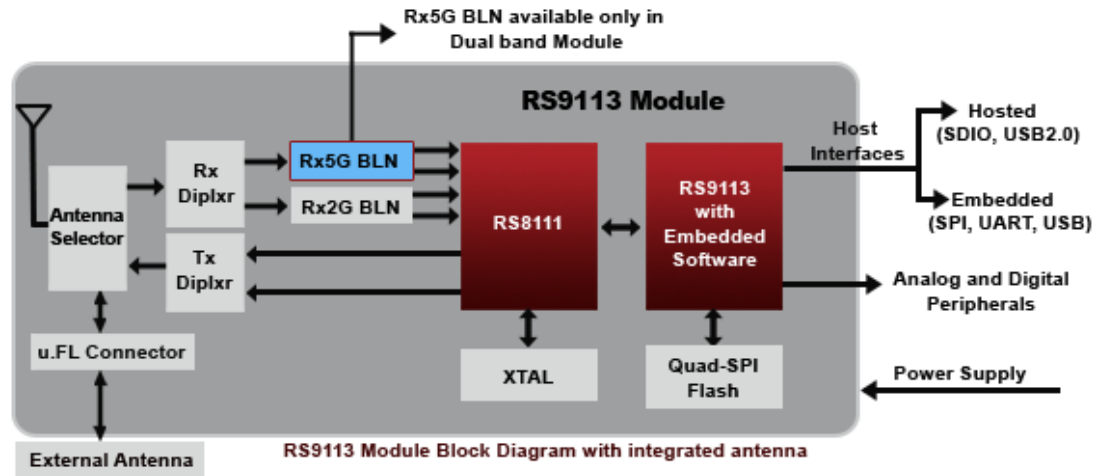 Rx5G BLN available only in
Dual band Module
RS9113 Module
Host
Interfaces
Hosted
(SDIO, USB2.0)
Embedded
(SPI, UART, USB)
Analog and Digital
Peripherals
Power Supply
Antenna
Selector
Rx
Diplxr
Tx
Diplxr
Rx5G BLN
Rx2G BLN
RS8111
RS9113
with
Embedded
Software
u.FL Connector
XTAL
Quad-SPI
Flash
External Antenna
RS9113 Module Block Diagram with integrated antenna